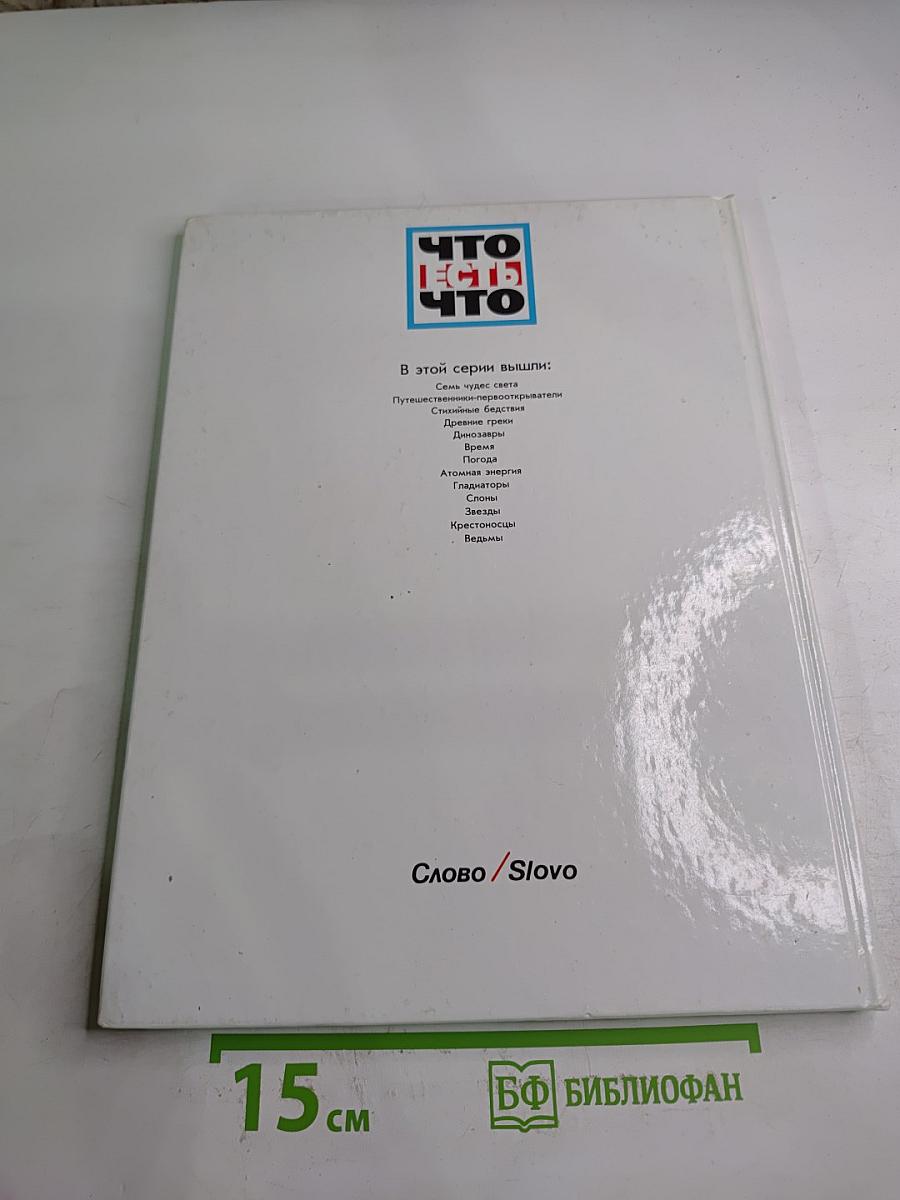 ЧТО
ЕСТЬ
ЧТО
В этой серии вышли:
Семь чудес света
Путешественники-первооткрыватели
Стихийные бедствия
Древние греки
Динозавры
Время
Погода
Атомная энергия
Гладиаторы
Слоны
Звезды
Крестоносцы
Ведьмы
Слово / Slovo
15 см
БФ БИБЛИОФАН